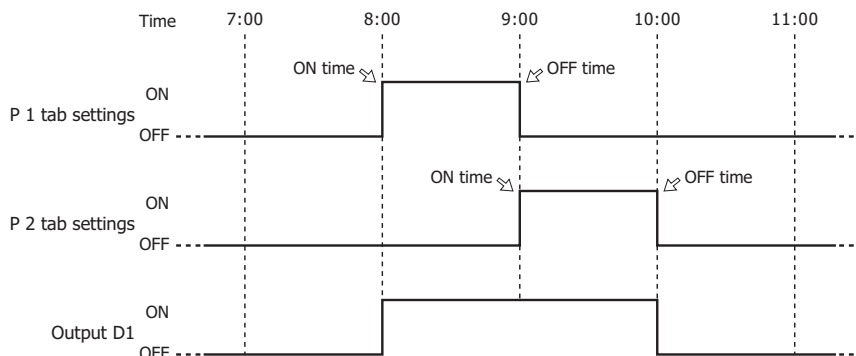 Time 7:00 8:00 9:00 10:00 11:00
ON time OFF time
ON
P 1 tab settings
OFF
ON time OFF time
ON
P 2 tab settings
OFF
ON
Output D1
OFF